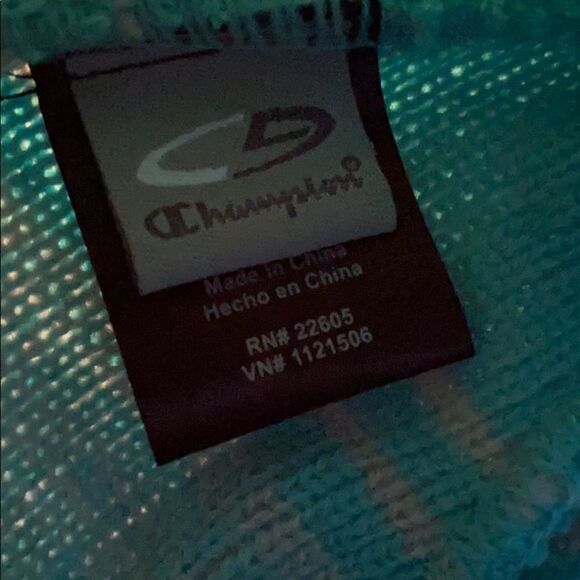 Champion®
Made in China
Hecho en China
RN# 22605
VN# 1121506